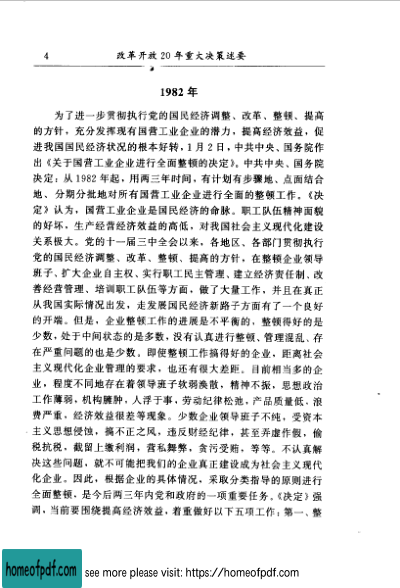 4 改革开放20年重大决策述要
1982年
为了进一步贯彻执行党的国民经济调整、改革、整顿、提高
的方针，充分发挥现有国营工业企业的潜力，提高经济效益，促
进我国国民经济状况的根本好转，1月2日，中共中央、国务院作
出《关于国营工业企业进行全面整顿的决定》。中共中央、国务院
决定：从1982年起，用两三年时间，有计划有步骤地、点面结合
地、分期分批地对所有国营工业企业进行全面的整顿工作。《决
定》认为，国营工业企业是国民经济的命脉。职工队伍精神面貌
的好坏，生产经营经济效益的高低，对我国社会主义现代化建设
关系极大。党的十一届三中全会以来，各地区、各部门贯彻执行
党的国民经济调整、改革、整顿、提高的方针，在整顿企业领导
班子、扩大企业自主权、实行职工民主管理、建立经济责任制、改
善经营管理、培训职工队伍等方面，做了大量工作，并且在真正
从我国实际情况出发，走发展国民经济新路子方面有了一个良好
的开端。但是，企业整顿工作的进展是不平衡的，整顿得好的是
少数，处于中间状态的是多数，没有认真进行整顿、管理混乱、存
在严重问题的也是少数。即使整顿工作搞得好的企业，距离社会
主义现代化企业管理的要求，也还有很大差距。目前相当多的企
业，程度不同地存在着领导班子软弱涣散，精神不振，思想政治
工作薄弱，机构臃肿，人浮于事，劳动纪律松弛，产品质量低，浪
费严重，经济效益很差等现象。少数企业领导班子不纯，受资本
主义思想侵蚀，搞不正之风，违反财经纪律，甚至弄虚作假，偷
税抗税，截留上缴利润，营私舞弊，贪污受贿，等等。不认真解
决这些问题，就不可能把我们的企业真正建设成为社会主义现代
化企业。因此，根据企业的具体情况，采取分类指导的原则进行
全面整顿，是今后两三年内党和政府的一项重要任务。《决定》强
调，当前要围绕提高经济效益，着重做好以下五项工作：第一、整
homeofpdf.com see more please visit: https://homeofpdf.com